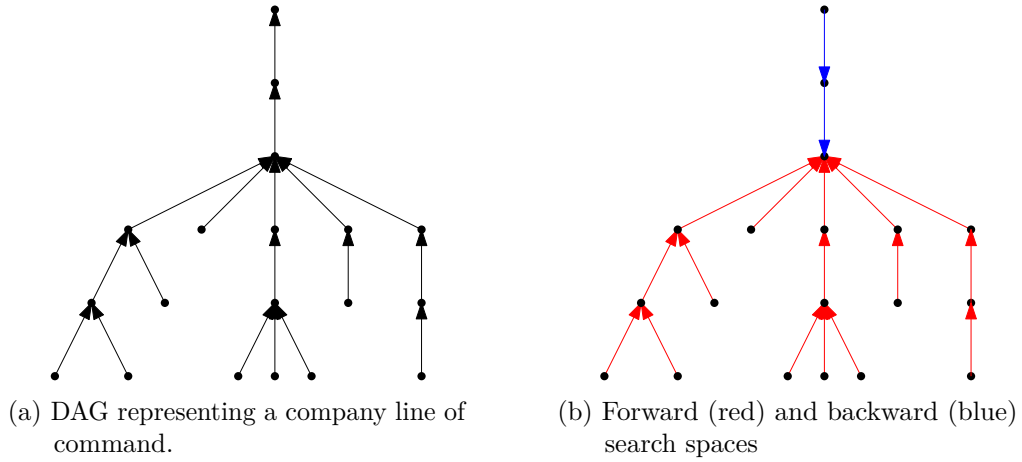 (a) DAG representing a company line of
command.
(b) Forward (red) and backward (blue)
search spaces